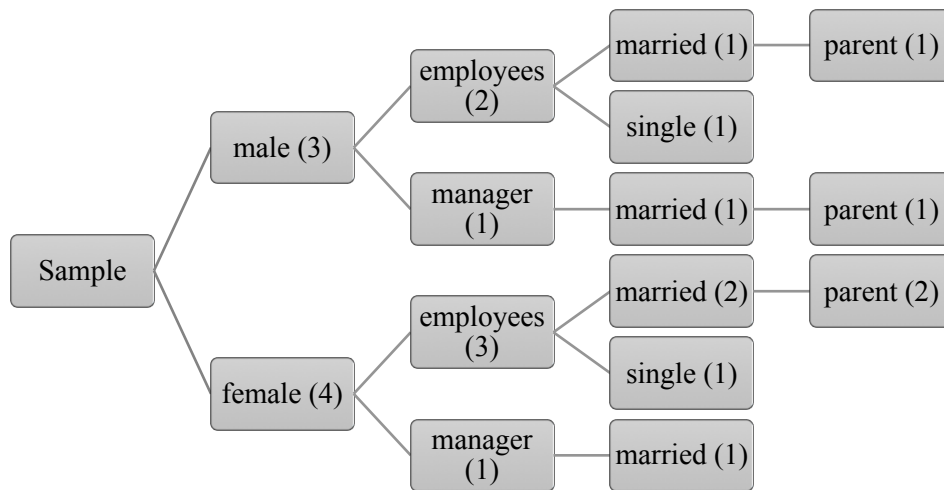 Sample
male (3)
employees
(2)
married (1)
parent (1)
single (1)
manager
(1)
married (1)
parent (1)
female (4)
employees
(3)
married (2)
parent (2)
single (1)
manager
(1)
married (1)